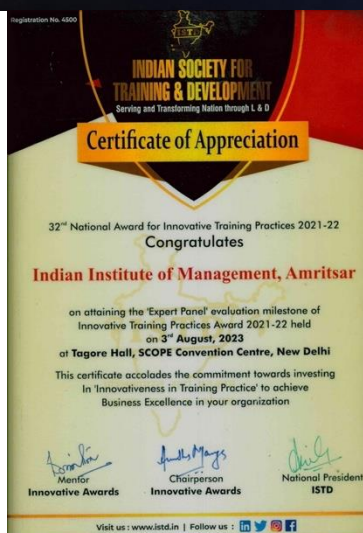 Registration No. 4500
ISTD
INDIAN SOCIETY FOR
TRAINING & DEVELOPMENT
Serving and Transforming Nation through L & D
Certificate of Appreciation
32nd National Award for Innovative Training Practices 2021-22
Congratulates
Indian Institute of Management, Amritsar
on attaining the 'Expert Panel' evaluation milestone of
Innovative Training Practices Award 2021-22 held
on 3rd August, 2023
at Tagore Hall, SCOPE Convention Centre, New Delhi
This certificate accolades the commitment towards investing
In 'Innovativeness in Training Practice' to achieve
Business Excellence in your organization
Mentor Chairperson National President
Innovative Awards Innovative Awards ISTD
Visit us : www.istd.in | Follow us :